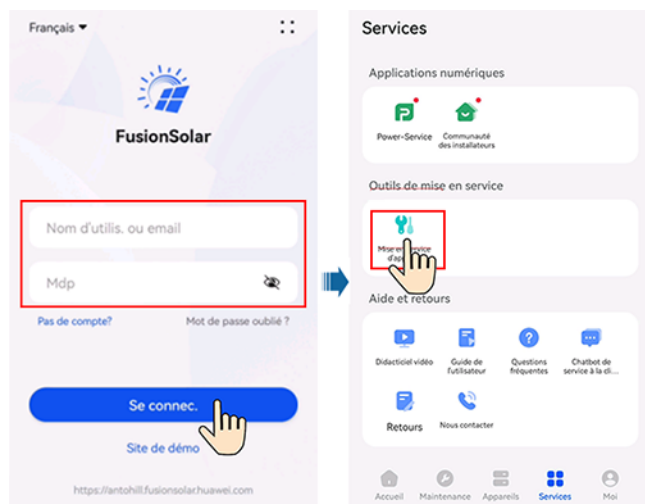 Français
FusionSolar
Nom d'utilis. ou email
Mdp
Pas de compte?
Mot de passe oublié ?
Se connec.
Site de démo
https://antohill.fusionsolar.huawei.com
Services
Applications numériques
Power-Service
Communauté
des installateurs
Outils de mise en service
Mise en service
d'app
Aide et retours
Didacticiel vidéo
Guide de
l'utilisateur
Questions
fréquentes
Chatbot de
service à la cli...
Retours
Nous contacter
Accueil
Maintenance
Appareils
Services
Moi